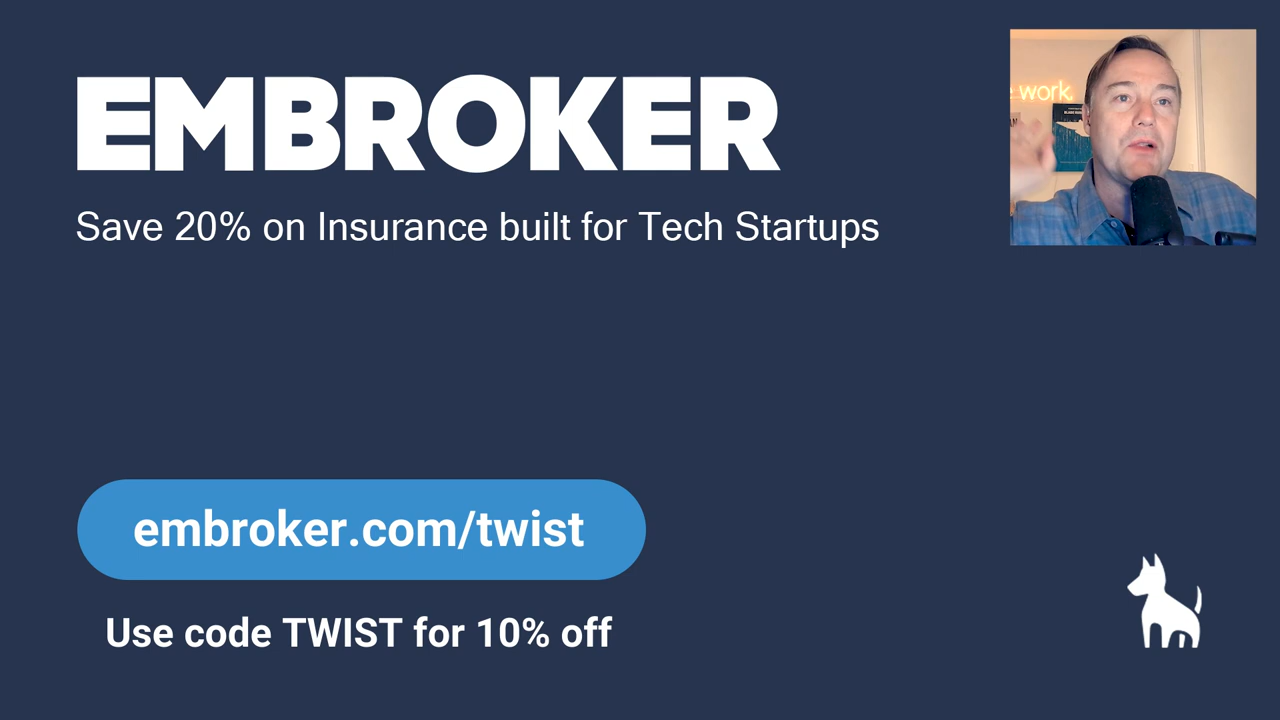 EMBROKER
Save 20% on Insurance built for Tech Startups
work.
embroker.com/twist
Use code TWIST for 10% off